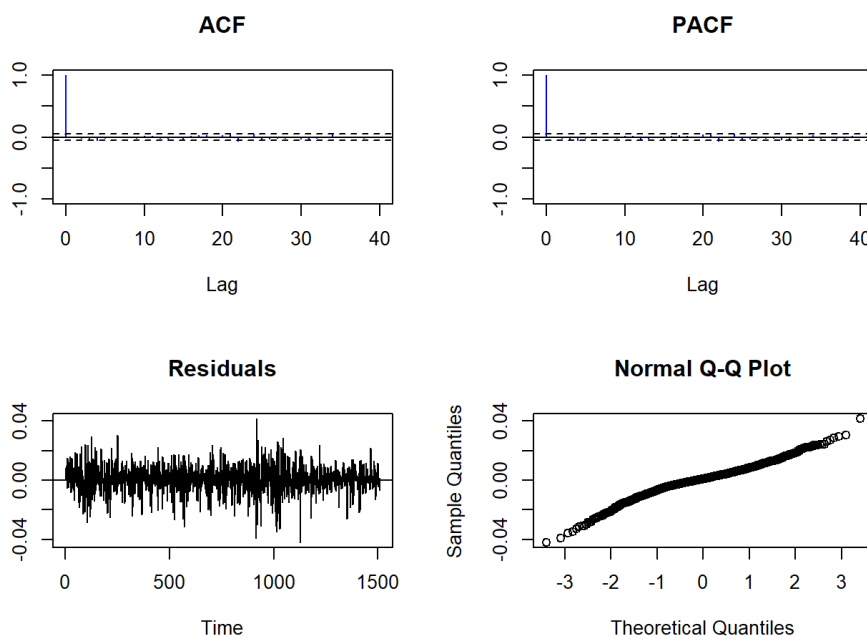 ACF
1.0
0.0
-1.0
0 10 20 30 40
Lag
PACF
1.0
0.0
-1.0
0 10 20 30 40
Lag
Residuals
0.04
0.00
-0.04
0 500 1000 1500
Time
Normal Q-Q Plot
Sample Quantiles
0.04
0.00
-0.04
-3 -2 -1 0 1 2 3
Theoretical Quantiles